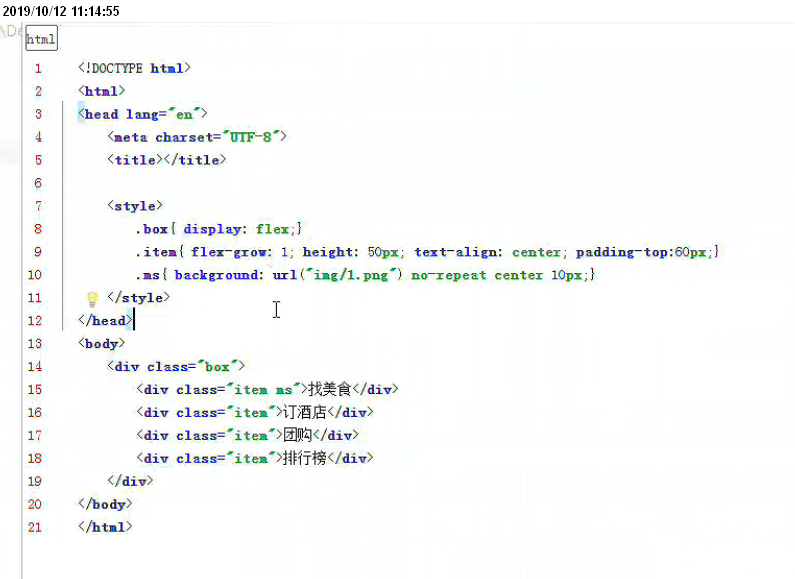 2019/10/12 11:14:55
html
1 <!DOCTYPE html>
2 <html>
3 <head lang="en">
4 <meta charset="UTF-8">
5 <title></title>
6
7 <style>
8 .box{ display: flex;}
9 .item{ flex-grow: 1; height: 50px; text-align: center; padding-top:60px;}
10 .ms{ background: url("img/1.png") no-repeat center 10px;}
11 </style>
12 </head>
13 <body>
14 <div class="box">
15 <div class="item ms">找美食</div>
16 <div class="item">订酒店</div>
17 <div class="item">团购</div>
18 <div class="item">排行榜</div>
19 </div>
20 </body>
21 </html>